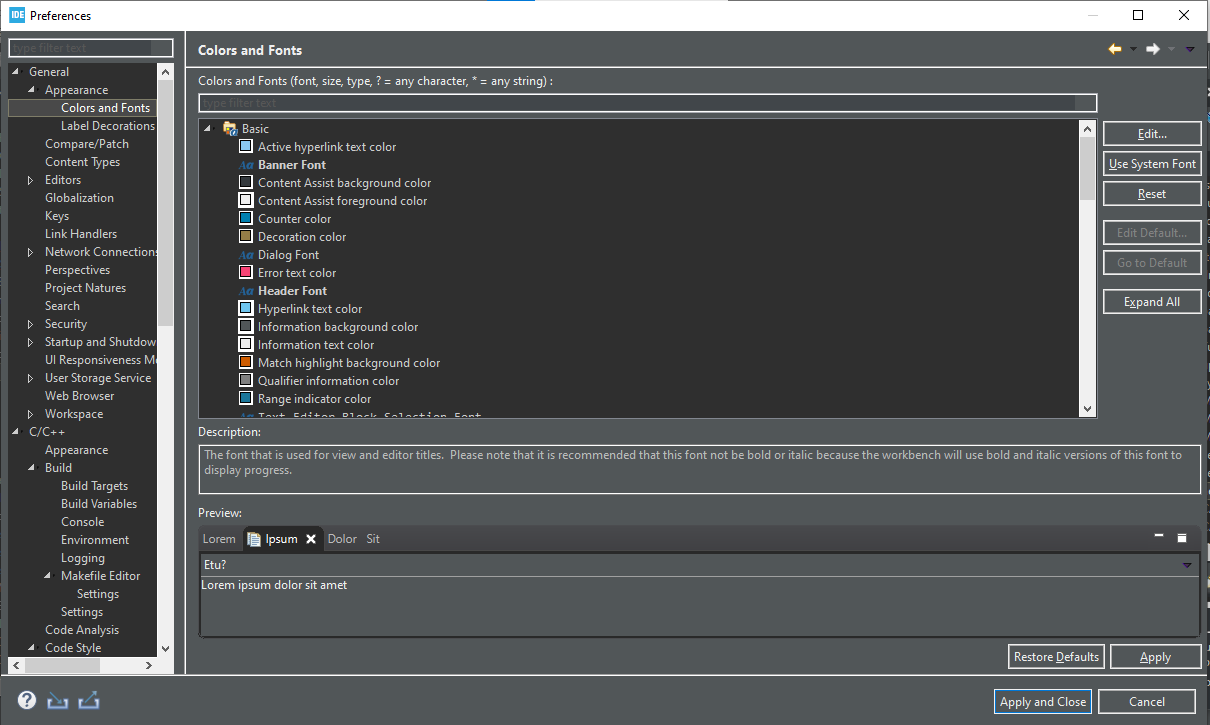 IDE Preferences
type filter text
General
Appearance
Colors and Fonts
Label Decorations
Compare/Patch
Content Types
Editors
Globalization
Keys
Link Handlers
Network Connections
Perspectives
Project Natures
Search
Security
Startup and Shutdow
UI Responsiveness Mo
User Storage Service
Web Browser
Workspace
C/C++
Appearance
Build
Build Targets
Build Variables
Console
Environment
Logging
Makefile Editor
Settings
Settings
Code Analysis
Code Style
Colors and Fonts
Colors and Fonts (font, size, type, ? = any character, * = any string) :
type filter text
Basic
Active hyperlink text color
Aa Banner Font
Content Assist background color
Content Assist foreground color
Counter color
Decoration color
Aa Dialog Font
Error text color
Aa Header Font
Hyperlink text color
Information background color
Information text color
Match highlight background color
Qualifier information color
Range indicator color
Aa Text Editor Block Selection Font
Edit...
Use System Font
Reset
Edit Default...
Go to Default
Expand All
Description:
The font that is used for view and editor titles. Please note that it is recommended that this font not be bold or italic because the workbench will use bold and italic versions of this font to
display progress.
Preview:
Lorem Ipsum Dolor Sit
Etu?
Lorem ipsum dolor sit amet
Restore Defaults Apply
? Apply and Close Cancel